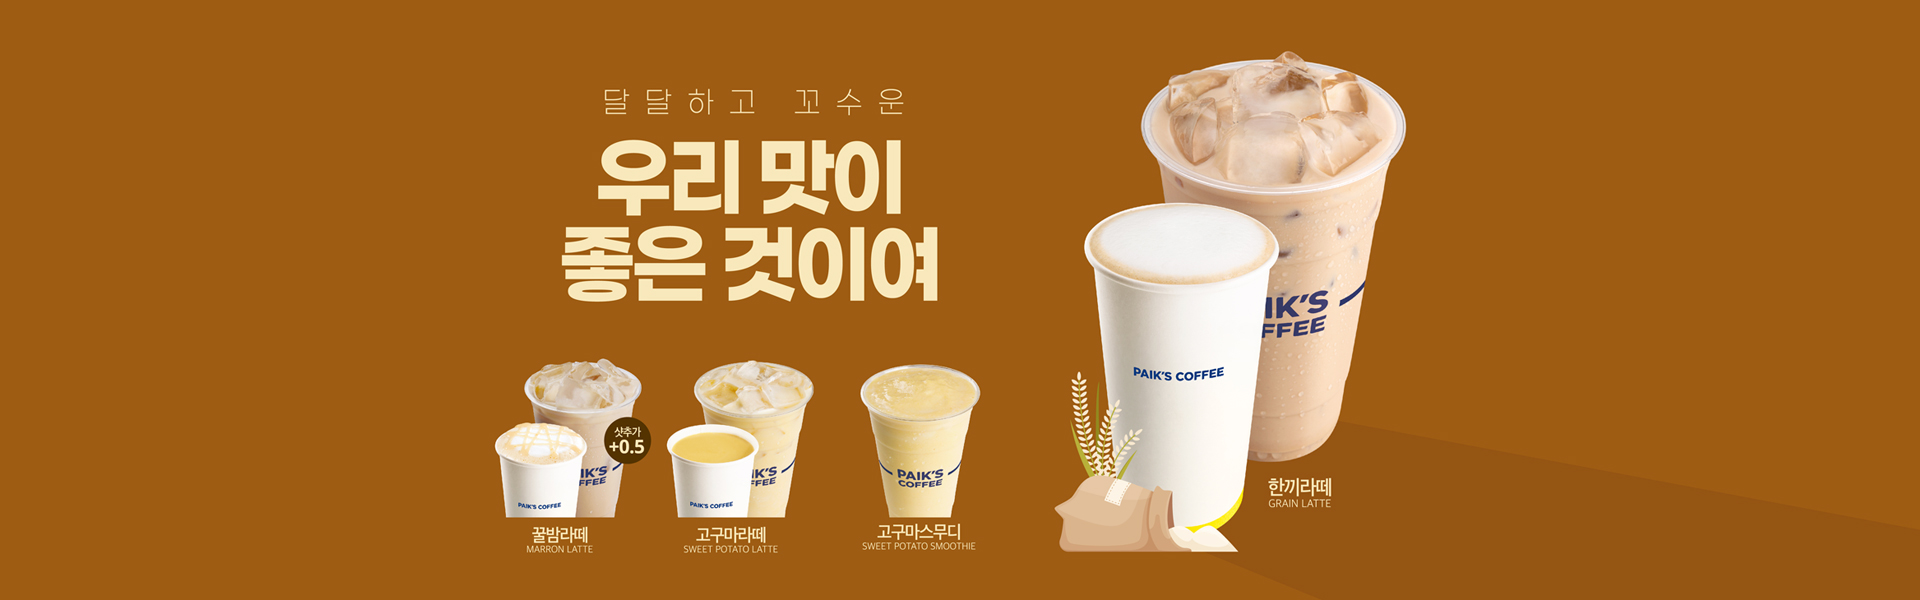 달달하고 꼬수운
우리 맛이
좋은 것이여
샷추가
+0.5
PAIK'S COFFEE
IK'S
FFEE
꿀밤라떼
MARRON LATTE
PAIK'S COFFEE
IK'S
FFEE
고구마라떼
SWEET POTATO LATTE
PAIK'S
COFFEE
고구마스무디
SWEET POTATO SMOOTHIE
PAIK'S COFFEE
AIK'S
FFEE
한끼라떼
GRAIN LATTE